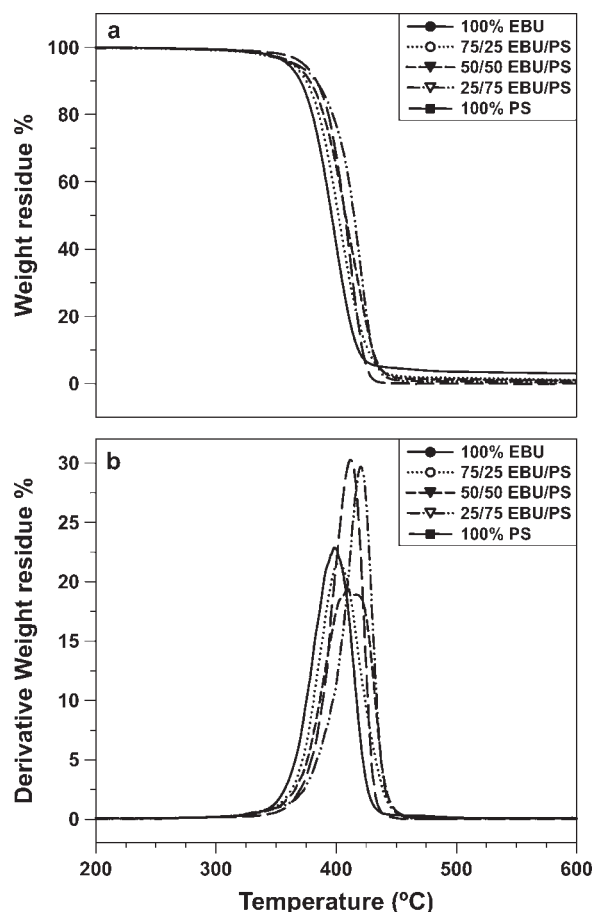 a
100% EBU
75/25 EBU/PS
50/50 EBU/PS
25/75 EBU/PS
100% PS
100
80
60
40
20
0
Weight residue %
b
100% EBU
75/25 EBU/PS
50/50 EBU/PS
25/75 EBU/PS
100% PS
30
25
20
15
10
5
0
Derivative Weight residue %
200 300 400 500 600
Temperature (ºC)